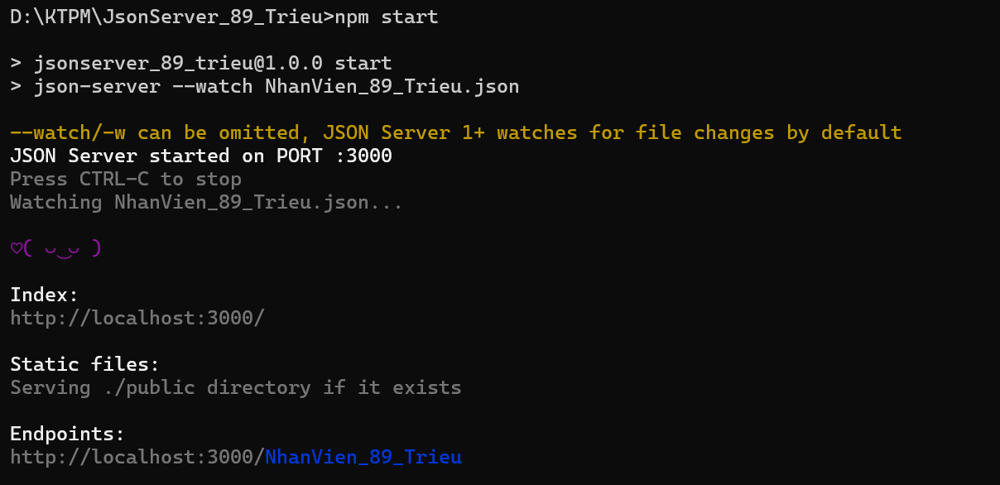 D:\KTPM\JsonServer_89_Trieu>npm start
> jsonserver_89_trieu@1.0.0 start
> json-server --watch NhanVien_89_Trieu.json
--watch/-w can be omitted, JSON Server 1+ watches for file changes by default
JSON Server started on PORT :3000
Press CTRL-C to stop
Watching NhanVien_89_Trieu.json...
♡( ◡‿◡ )
Index:
http://localhost:3000/
Static files:
Serving ./public directory if it exists
Endpoints:
http://localhost:3000/NhanVien_89_Trieu